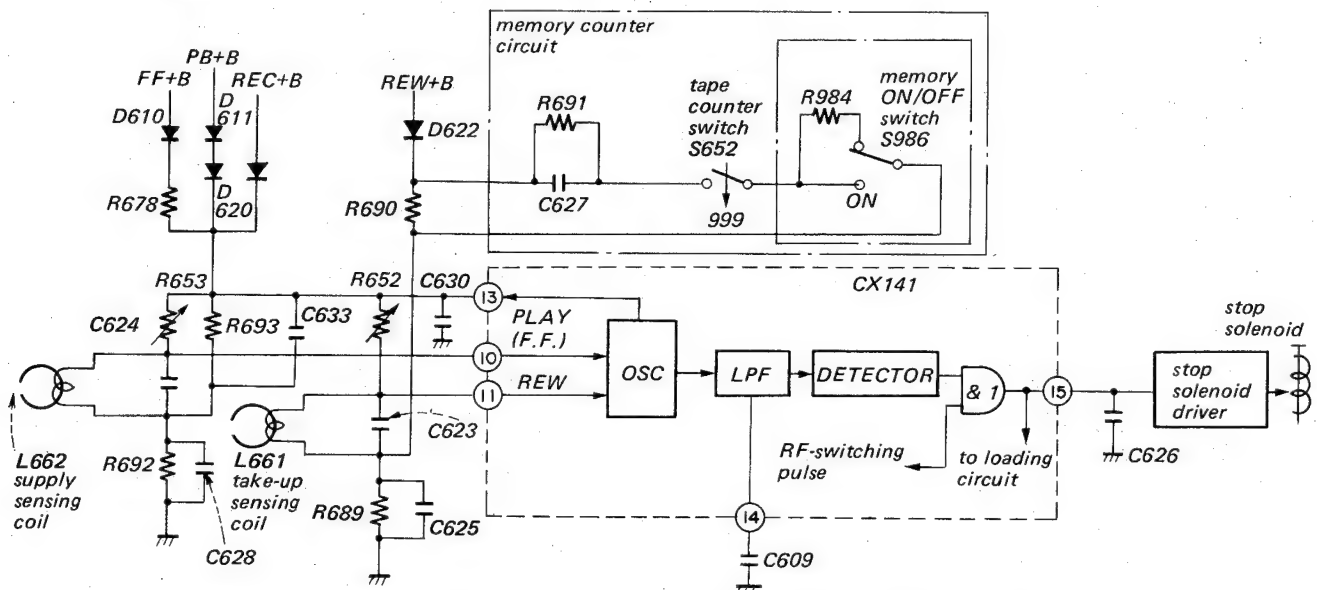 memory counter
circuit
FF+B
PB+B
REC+B
REW+B
D610
D
611
D
620
R678
D622
R690
R691
C627
tape
counter
switch
S652
999
R984
memory
ON/OFF
switch
S986
ON
R653
C624
R693
C633
R652
C630
13
PLAY
(F.F.)
10
11
REW
OSC
LPF
DETECTOR
& 1
15
CX141
stop
solenoid
stop
solenoid
driver
C626
C623
L662
supply
sensing
coil
R692
C628
L661
take-up
sensing
coil
R689
C625
RF-switching
pulse
to loading
circuit
14
C609